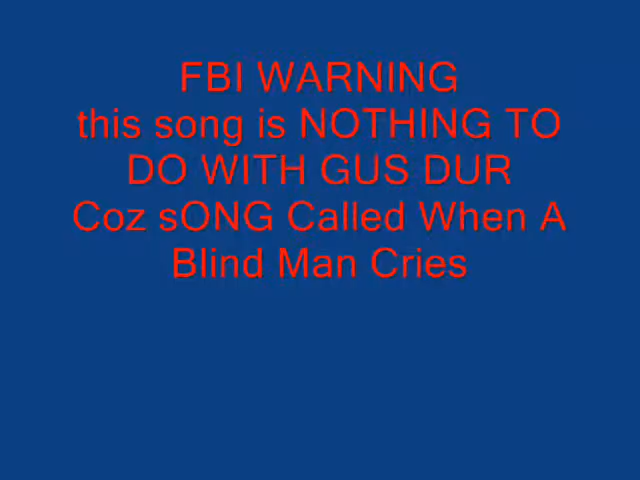 FBI WARNING
this song is NOTHING TO
DO WITH GUS DUR
Coz sONG Called When A
Blind Man Cries